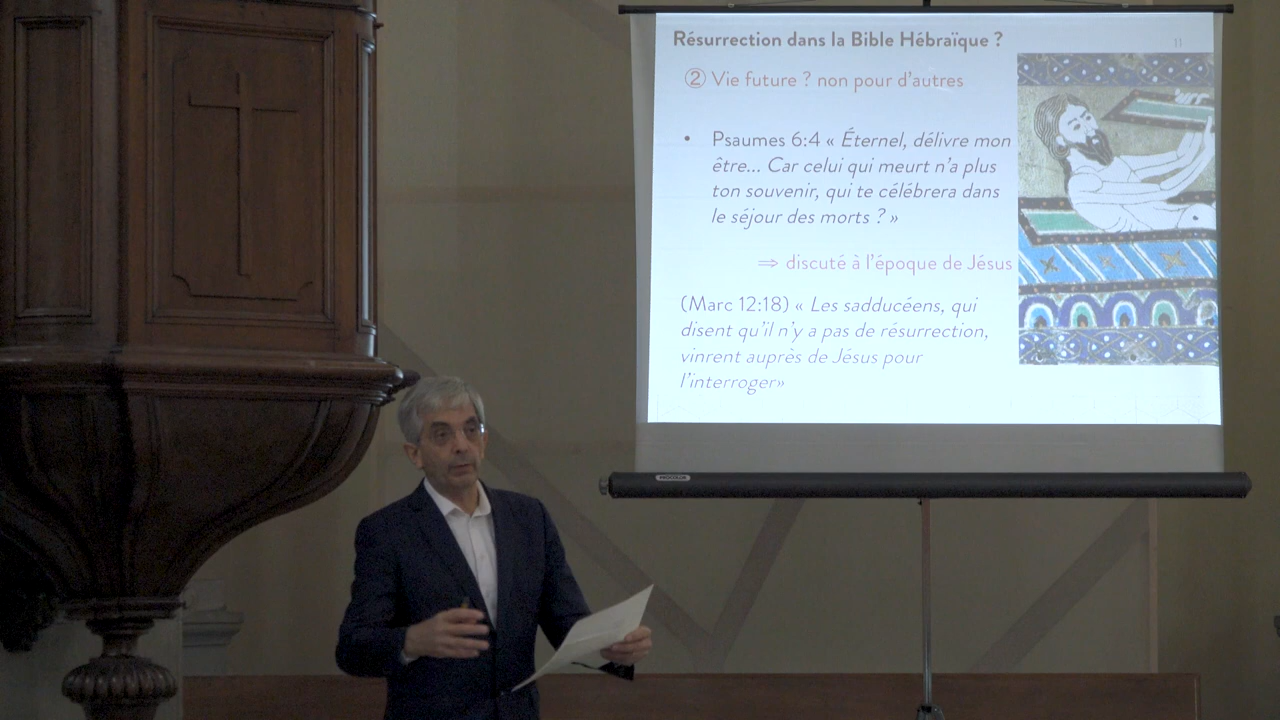 Résurrection dans la Bible Hébraïque ?
11
② Vie future ? non pour d'autres
• Psaumes 6:4 « Éternel, délivre mon
être... Car celui qui meurt n'a plus
ton souvenir, qui te célébrera dans
le séjour des morts ? »
⇒ discuté à l'époque de Jésus
(Marc 12:18) « Les sadducéens, qui
disent qu'il n'y a pas de résurrection,
vinrent auprès de Jésus pour
l'interroger»
PROCOLOR